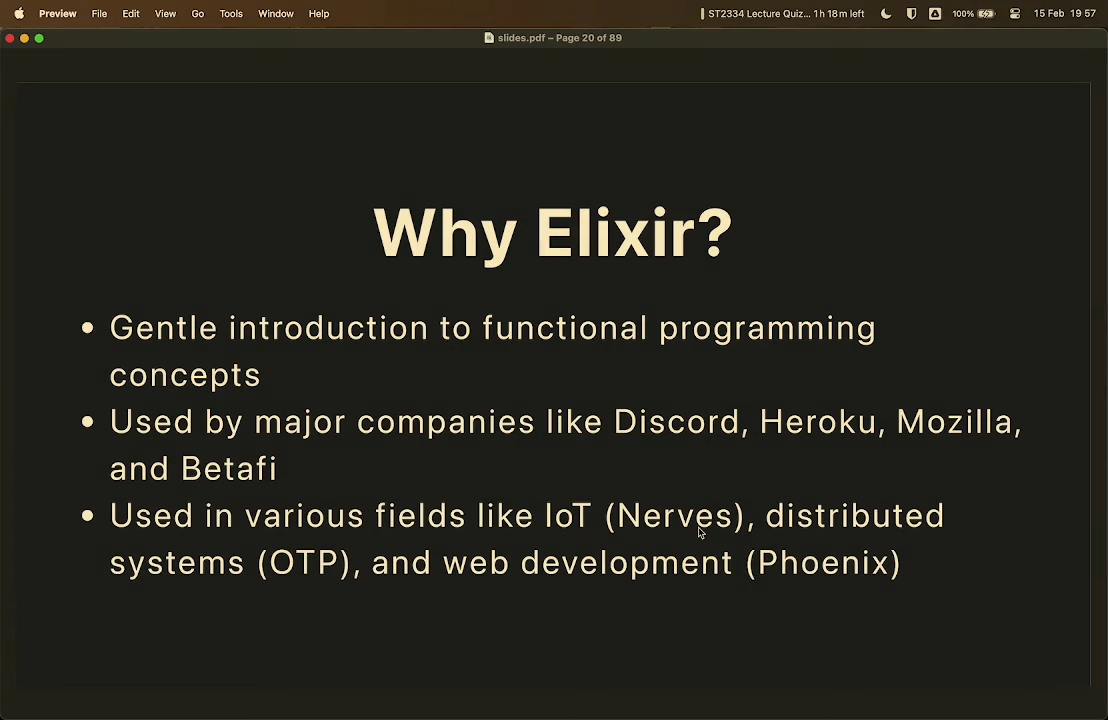 Preview File Edit View Go Tools Window Help ST2334 Lecture Quiz... 1 h 18 m left 100% 15 Feb 19 57
slides.pdf – Page 20 of 89
Why Elixir?
• Gentle introduction to functional programming
concepts
• Used by major companies like Discord, Heroku, Mozilla,
and Betafi
• Used in various fields like IoT (Nerves), distributed
systems (OTP), and web development (Phoenix)